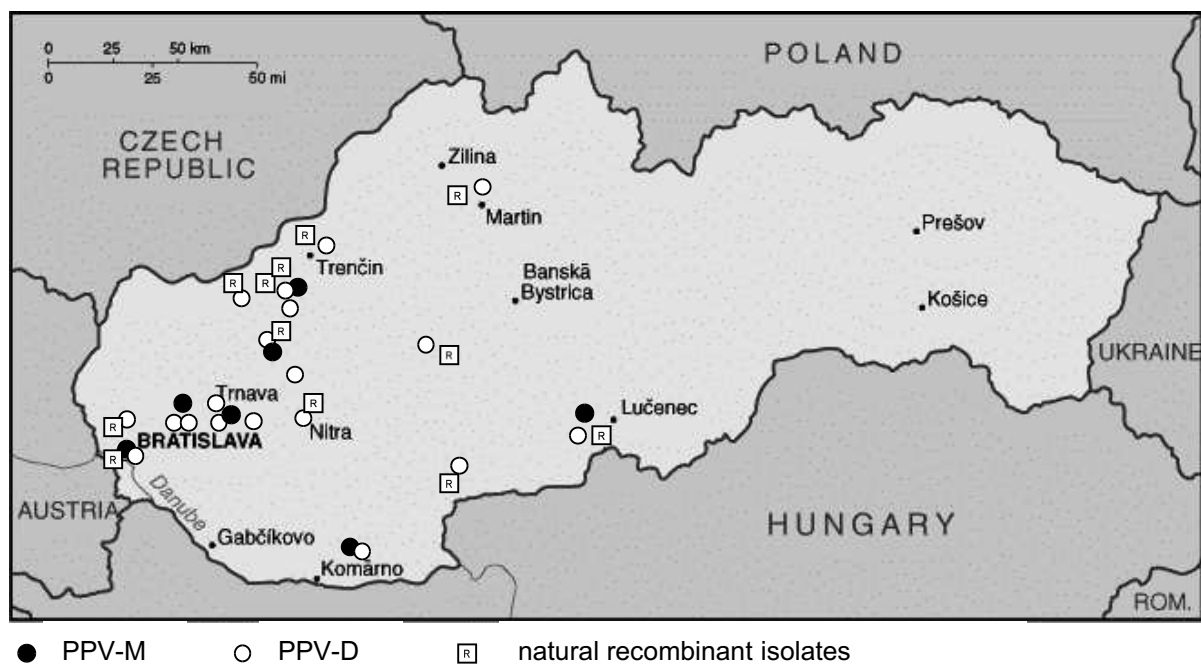 0 25 50 km
0 25 50 mi
POLAND
CZECH
REPUBLIC
Zilina
R
Martin
R
Trenčin
R
R
R
Banskā
Bystrica
Prešov
Košice
R
R
UKRAINE
Trnava
R
Lučenec
R
Nitra
R
BRATISLAVA
R
R
Danube
AUSTRIA
HUNGARY
Gabčíkovo
Komārno
ROM.
PPV-M PPV-D R natural recombinant isolates